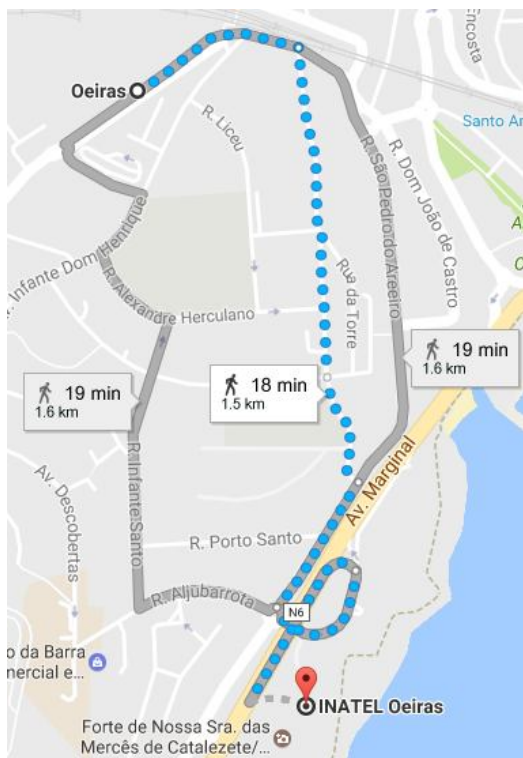 Encosta
Oeiras
R. Liceu
Santo Am
R. Dom João de Castro
R. São Pedro do Areeiro
Infante Dom Henrique
R. Alexandre Herculano
Rua da Torre
19 min
1.6 km
18 min
1.5 km
19 min
1.6 km
Av. Marginal
R. Infante Santo
Av. Descobertas
R. Porto Santo
R. Aljubarrota
N6
o da Barra
nercial e...
INATEL Oeiras
Forte de Nossa Sra. das
Mercês de Catalezete/...